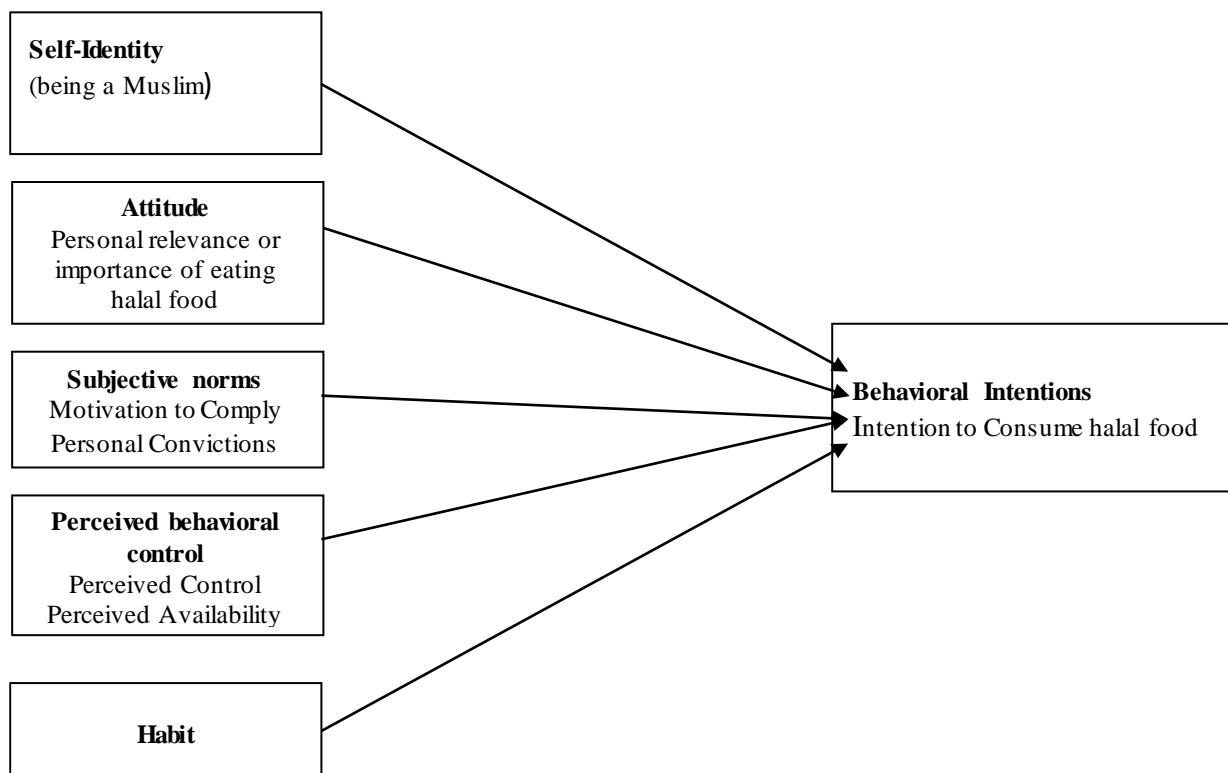 Self-Identity
(being a Muslim)
Attitude
Personal relevance or
importance of eating
halal food
Subjective norms
Motivation to Comply
Personal Convictions
Perceived behavioral
control
Perceived Control
Perceived Availability
Habit
Behavioral Intentions
Intention to Consume halal food